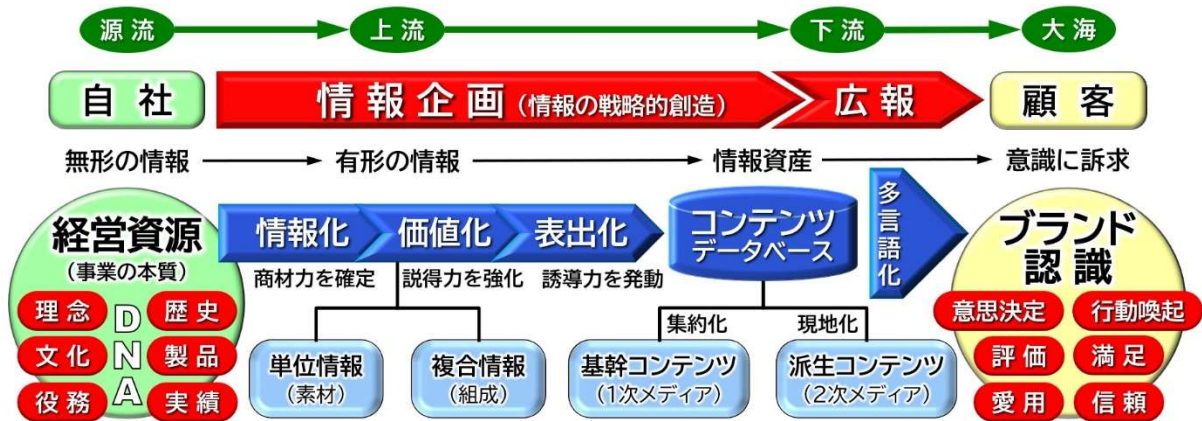 源流
上流
下流
大海
自社
情報企画（情報の戦略的創造）
広報
顧客
無形の情報
有形の情報
情報資産
意識に訴求
経営資源
（事業の本質）
理念
歴史
文化
製品
役務
実績
DNA
情報化
価値化
表出化
商材力を確定
説得力を強化
誘導力を発動
単位情報
（素材）
複合情報
（組成）
コンテンツ
データベース
集約化
現地化
基幹コンテンツ
（1次メディア）
派生コンテンツ
（2次メディア）
多言語化
ブランド
認識
意思決定
行動喚起
評価
満足
愛用
信頼